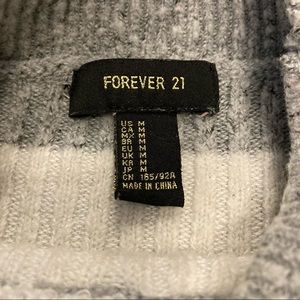 FOREVER 21
US M
CA M
MX M
BR M
EU M
UK M
KR M
JP M
CN 165/92A
MADE IN CHINA